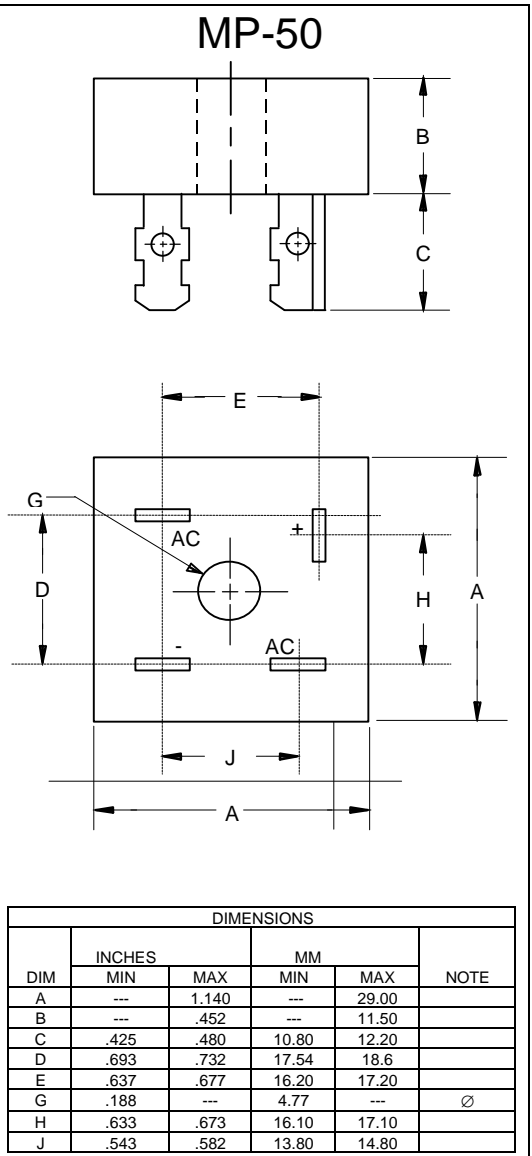 MP-50
B
C
E
G
AC
+
D
H
A
-
AC
J
A
DIMENSIONS
INCHES MM
DIM MIN MAX MIN MAX NOTE
A --- 1.140 --- 29.00
B --- .452 --- 11.50
C .425 .480 10.80 12.20
D .693 .732 17.54 18.6
E .637 .677 16.20 17.20
G .188 --- 4.77 --- ∅
H .633 .673 16.10 17.10
J .543 .582 13.80 14.80